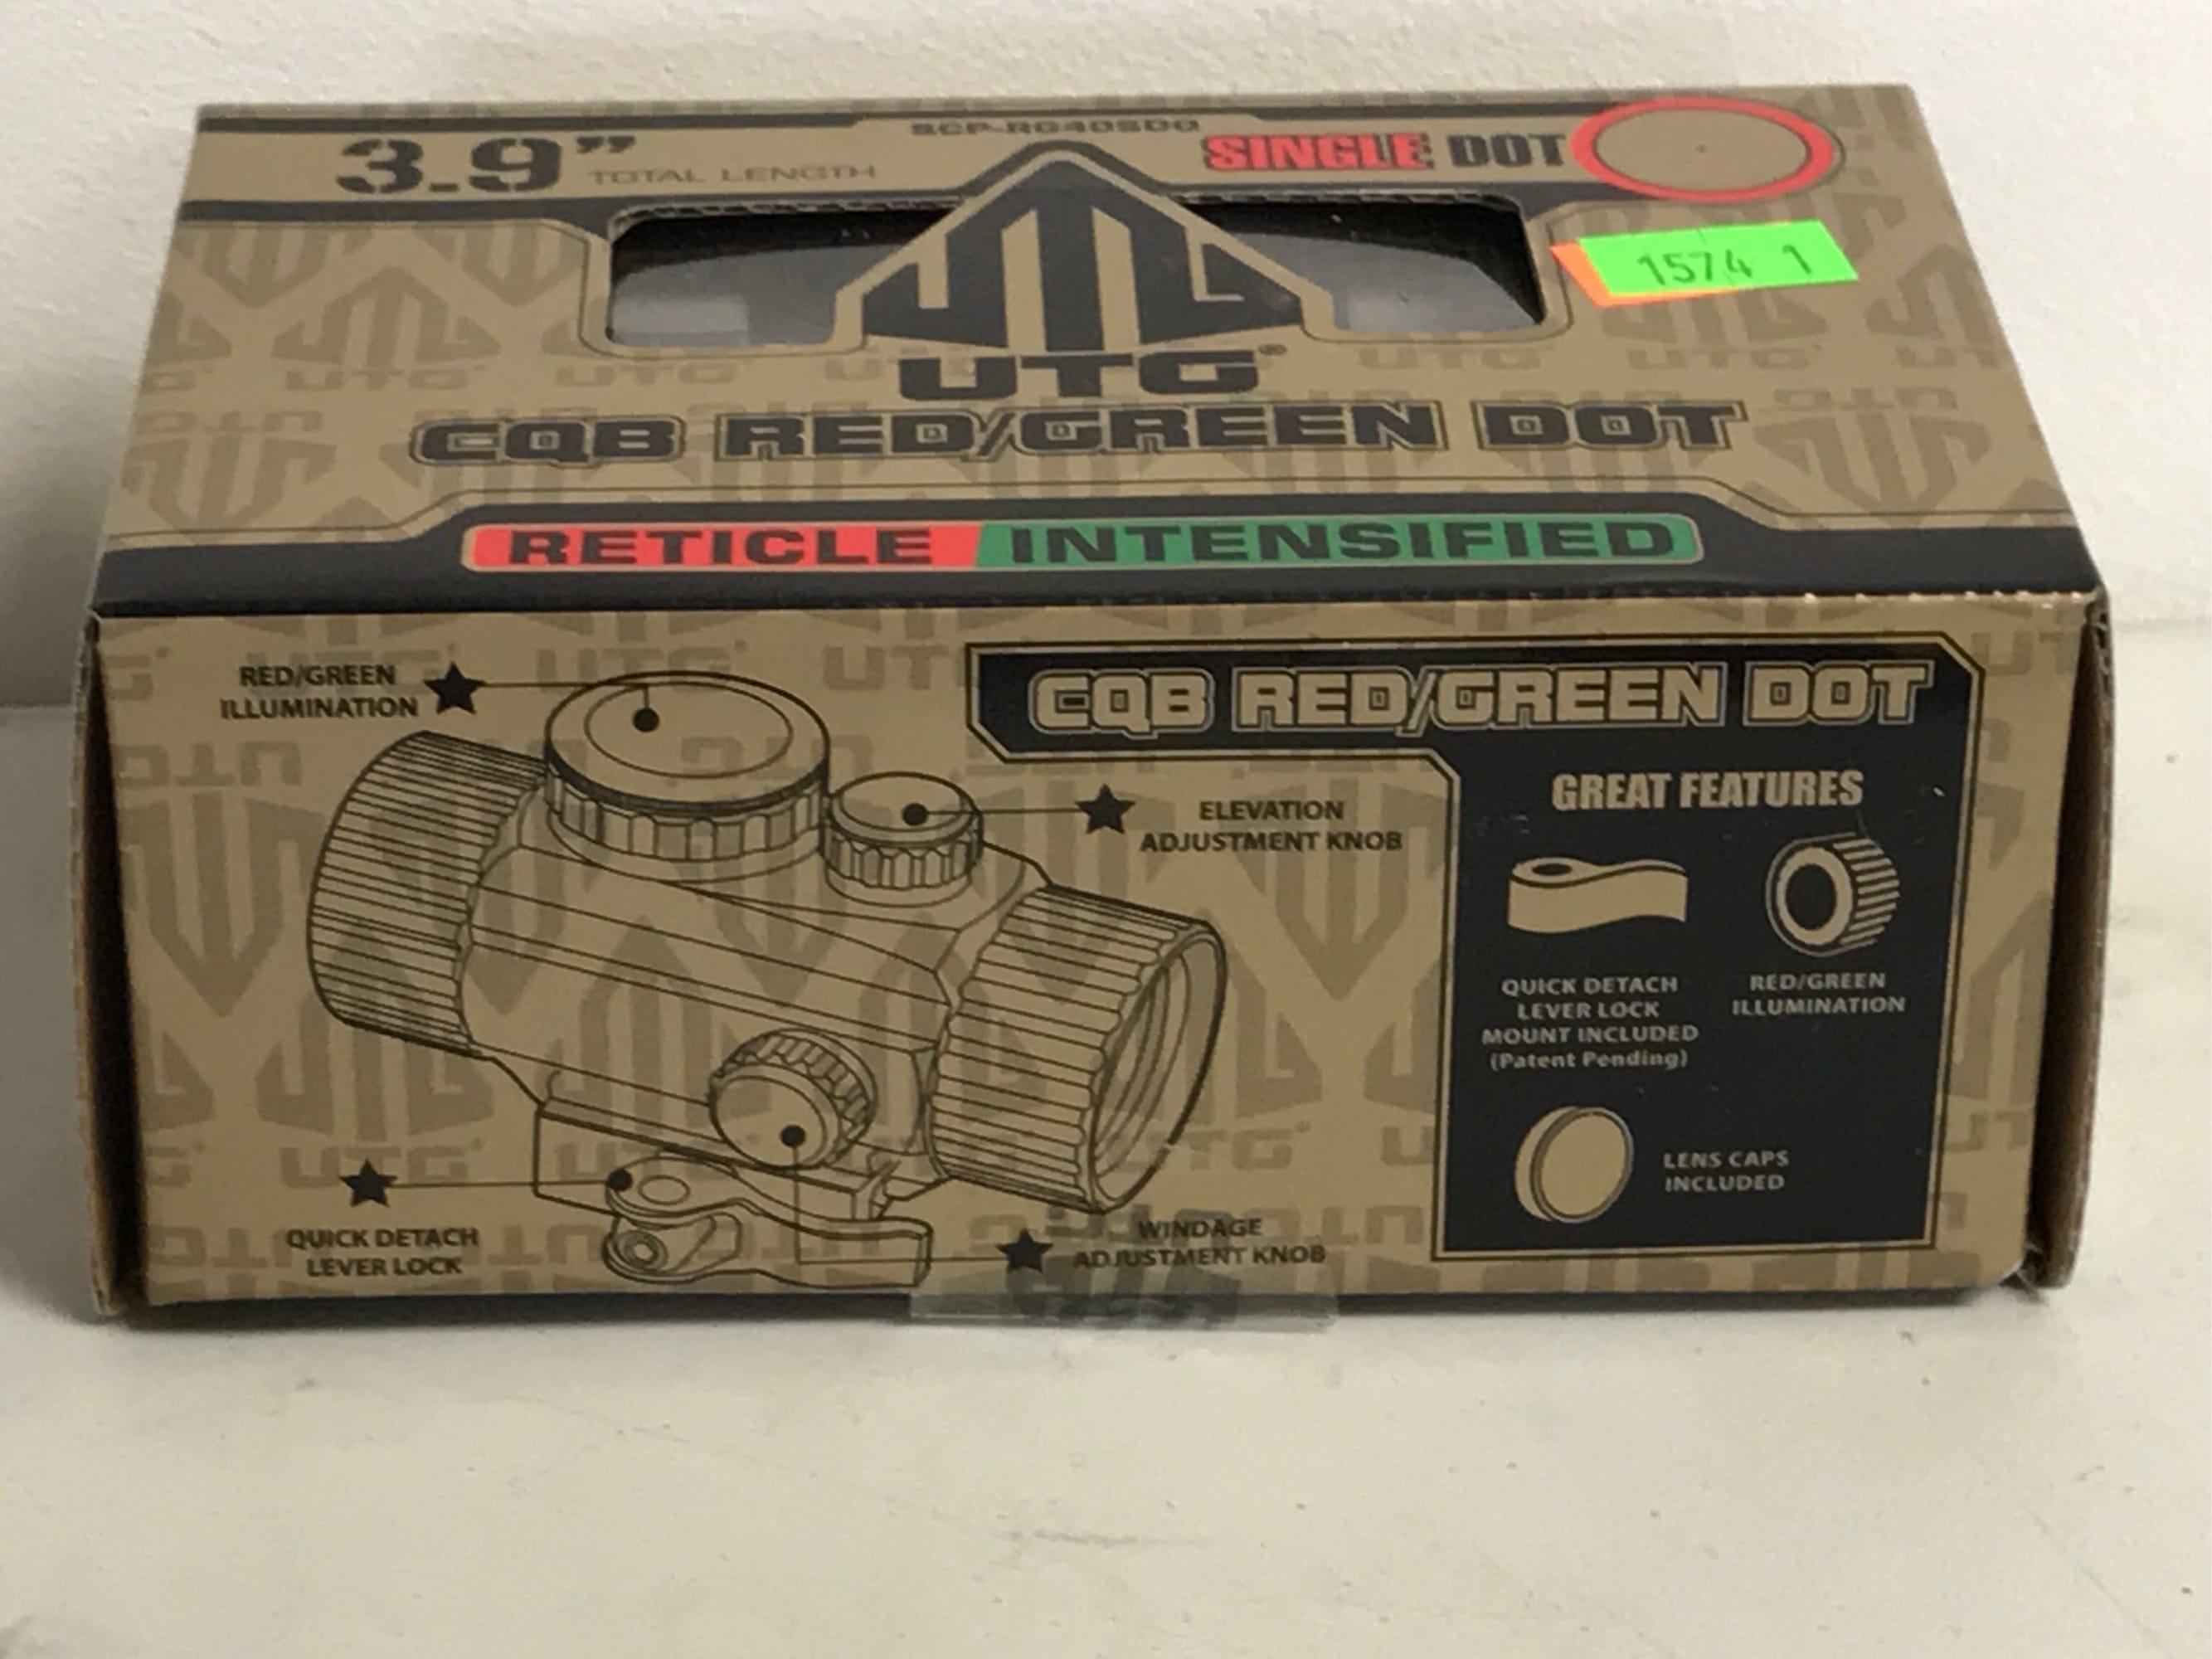 SCP-RG40SDQ
3.9” TOTAL LENGTH
SINGLE DOT
1574 1
UTG®
CQB RED/GREEN DOT
RETICLE INTENSIFIED
RED/GREEN
ILLUMINATION
ELEVATION
ADJUSTMENT KNOB
QUICK DETACH
LEVER LOCK
WINDAGE
ADJUSTMENT KNOB
CQB RED/GREEN DOT
GREAT FEATURES
QUICK DETACH
LEVER LOCK
MOUNT INCLUDED
(Patent Pending)
RED/GREEN
ILLUMINATION
LENS CAPS
INCLUDED